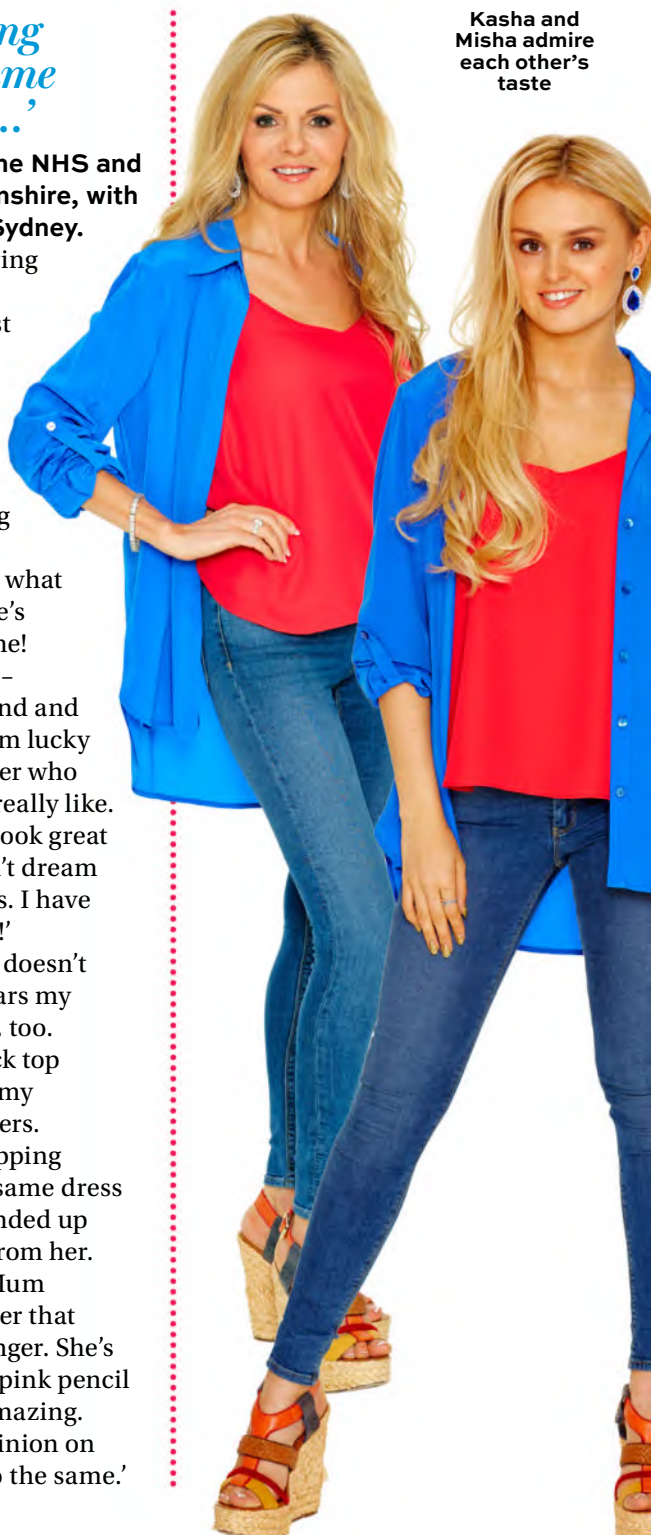 ng
me
..’
ne NHS and
nshire, with
Sydney.
ing
st
g
what
e’s
ne!
–
nd and
m lucky
er who
really like.
ook great
’t dream
s. I have
!’
doesn’t
ars my
, too.
ck top
my
ers.
pping
same dress
nded up
from her.
Mum
er that
nger. She’s
pink pencil
mazing.
inion on
o the same.’
Kasha and
Misha admire
each other’s
taste